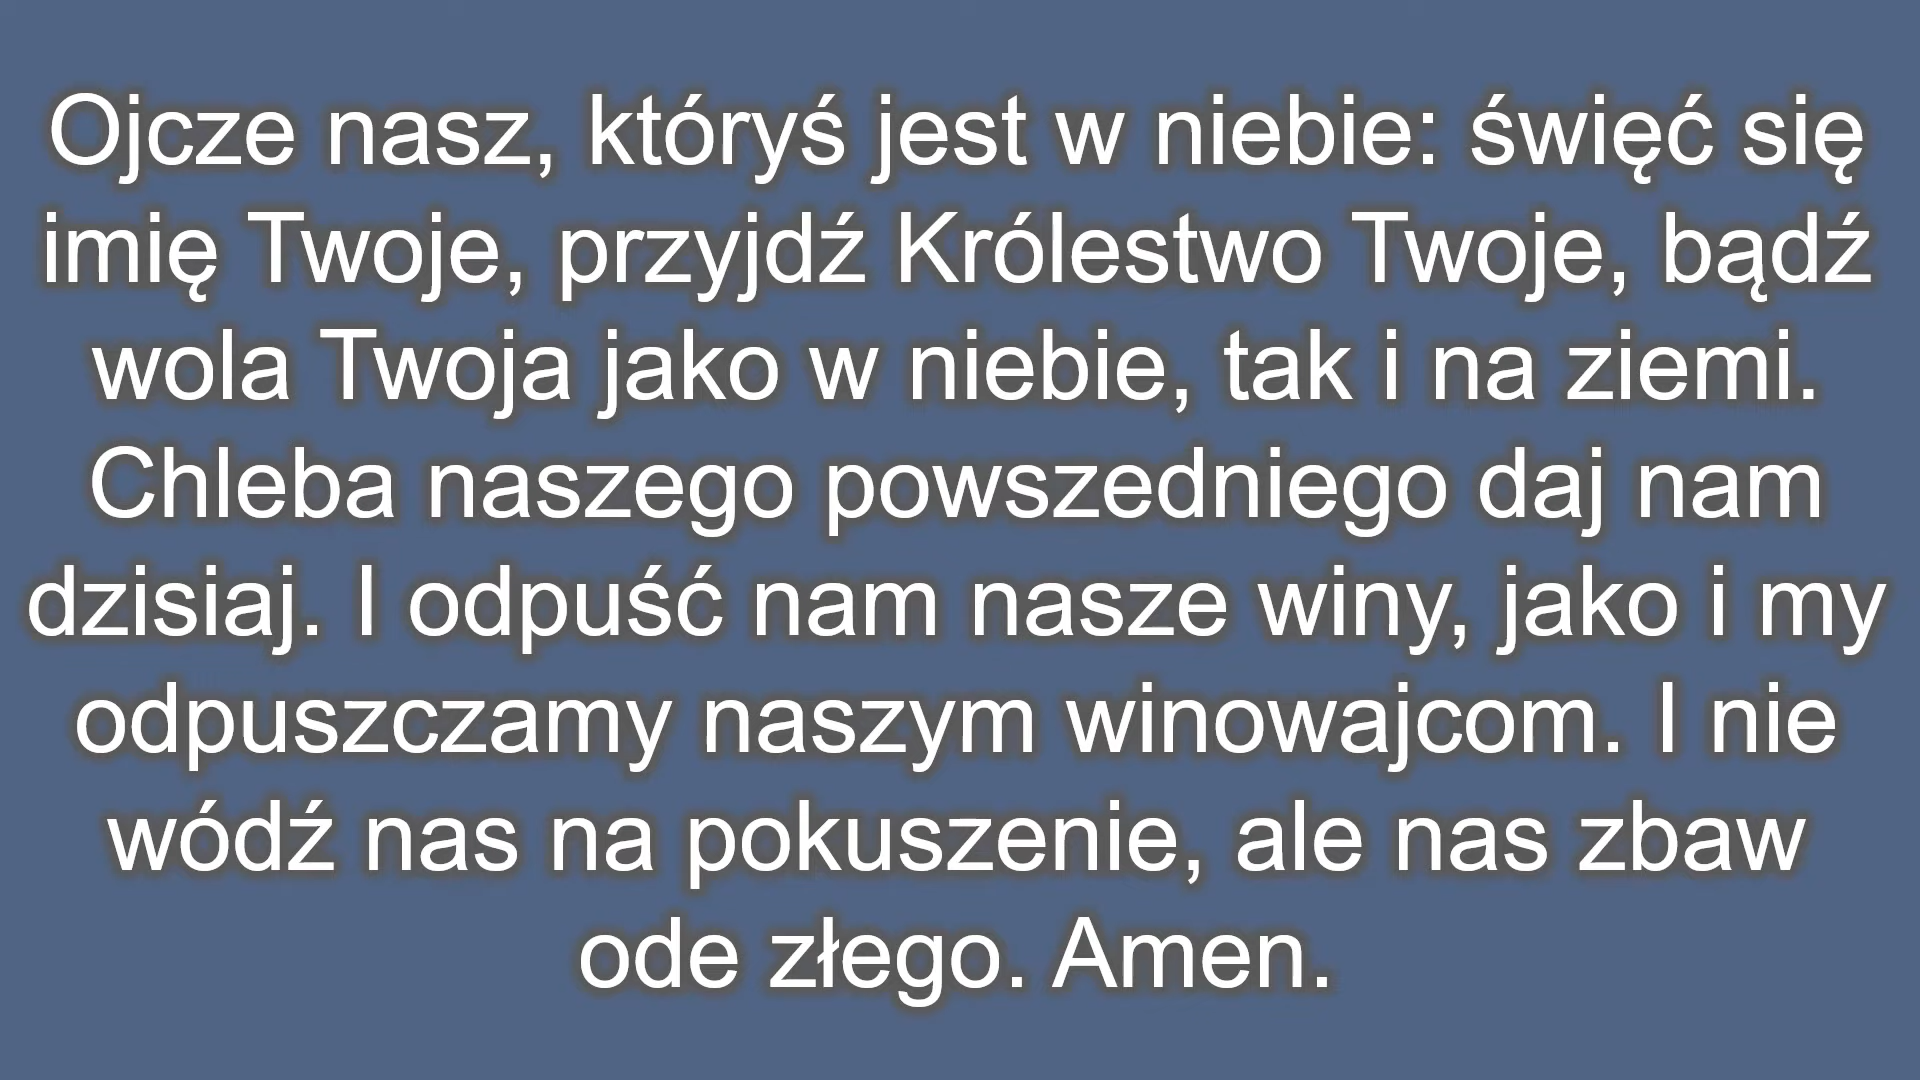 Ojcze nasz, któryś jest w niebie: święć się
imię Twoje, przyjdź Królestwo Twoje, bądź
wola Twoja jako w niebie, tak i na ziemi.
Chleba naszego powszedniego daj nam
dzisiaj. I odpuść nam nasze winy, jako i my
odpuszczamy naszym winowajcom. I nie
wódź nas na pokuszenie, ale nas zbaw
ode złego. Amen.